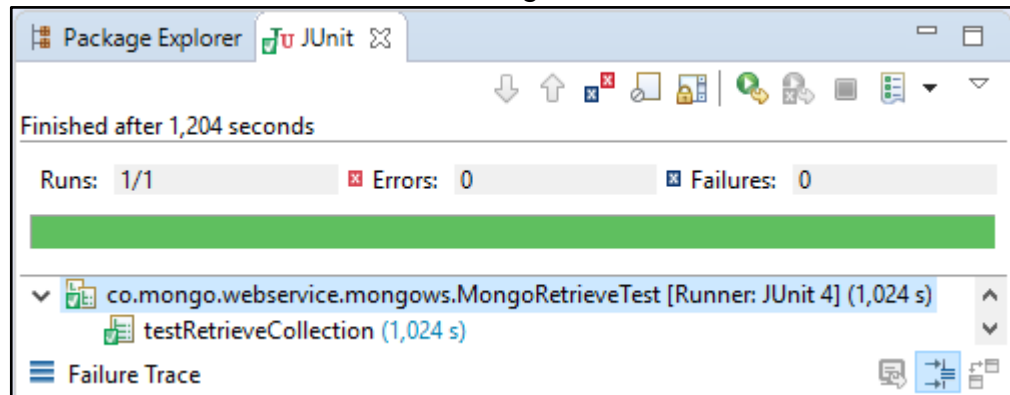 Package Explorer JUnit
Finished after 1,204 seconds
Runs: 1/1 Errors: 0 Failures: 0
co.mongo.webservice.mongows.MongoRetrieveTest [Runner: JUnit 4] (1,024 s)
testRetrieveCollection (1,024 s)
Failure Trace